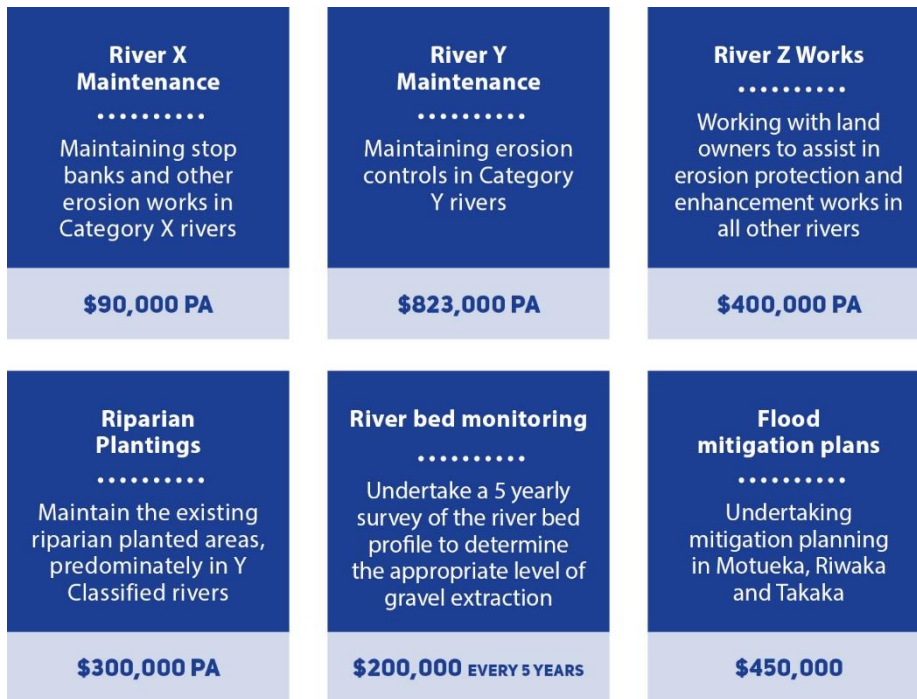 River X
Maintenance
Maintaining stop
banks and other
erosion works in
Category X rivers
$90,000 PA
River Y
Maintenance
Maintaining erosion
controls in Category
Y rivers
$823,000 PA
River Z Works
Working with land
owners to assist in
erosion protection and
enhancement works in
all other rivers
$400,000 PA
Riparian
Plantings
Maintain the existing
riparian planted areas,
predominately in Y
Classified rivers
$300,000 PA
River bed monitoring
Undertake a 5 yearly
survey of the river bed
profile to determine
the appropriate level of
gravel extraction
$200,000 EVERY 5 YEARS
Flood
mitigation plans
Undertaking
mitigation planning
in Motueka, Riwaka
and Takaka
$450,000